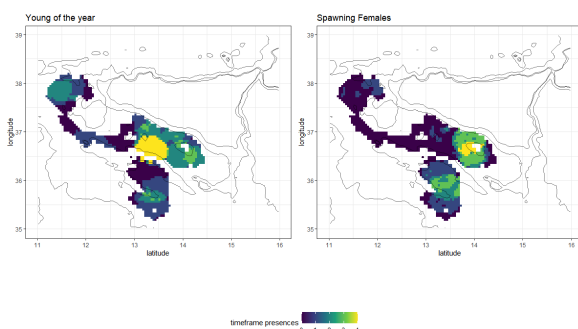 Young of the year
Spawning Females
39
38
37
36
35
longitude
11 12 13 14 15 16
latitude
39
38
37
36
35
longitude
11 12 13 14 15 16
latitude
timeframe presences